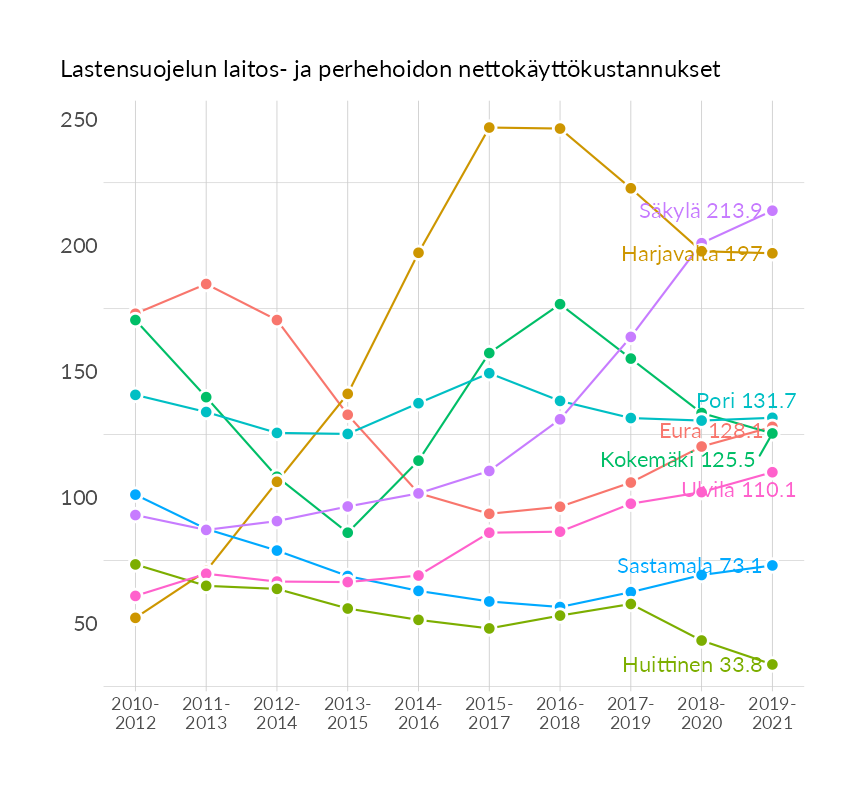 Lastensuojelun laitos- ja perhehoidon nettokäyttökustannukset
250
200
150
100
50
Säkylä 213.9
Harjavalta 197
Pori 131.7
Eura 128.1
Kokemäki 125.5
Ulvila 110.1
Sastamala 73.1
Huittinen 33.8
2010- 2011- 2012- 2013- 2014- 2015- 2016- 2017- 2018- 2019-
2012 2013 2014 2015 2016 2017 2018 2019 2020 2021